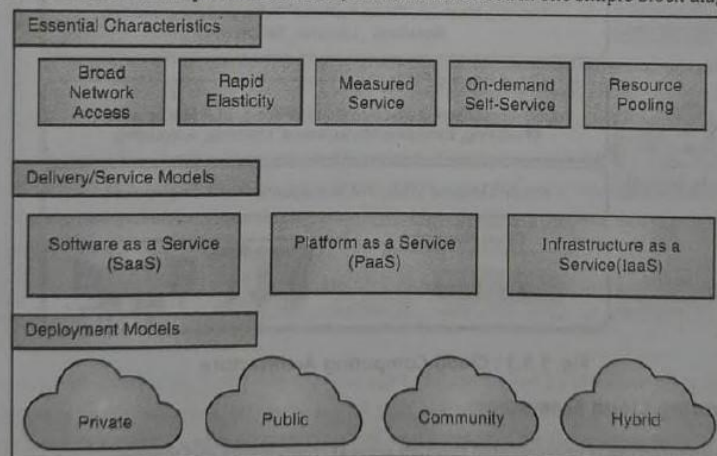 Essential Characteristics
Broad
Network
Access
Rapid
Elasticity
Measured
Service
On-demand
Self-Service
Resource
Pooling
Delivery/Service Models
Software as a Service
(SaaS)
Platform as a Service
(PaaS)
Infrastructure as a
Service(IaaS)
Deployment Models
Private
Public
Community
Hybrid